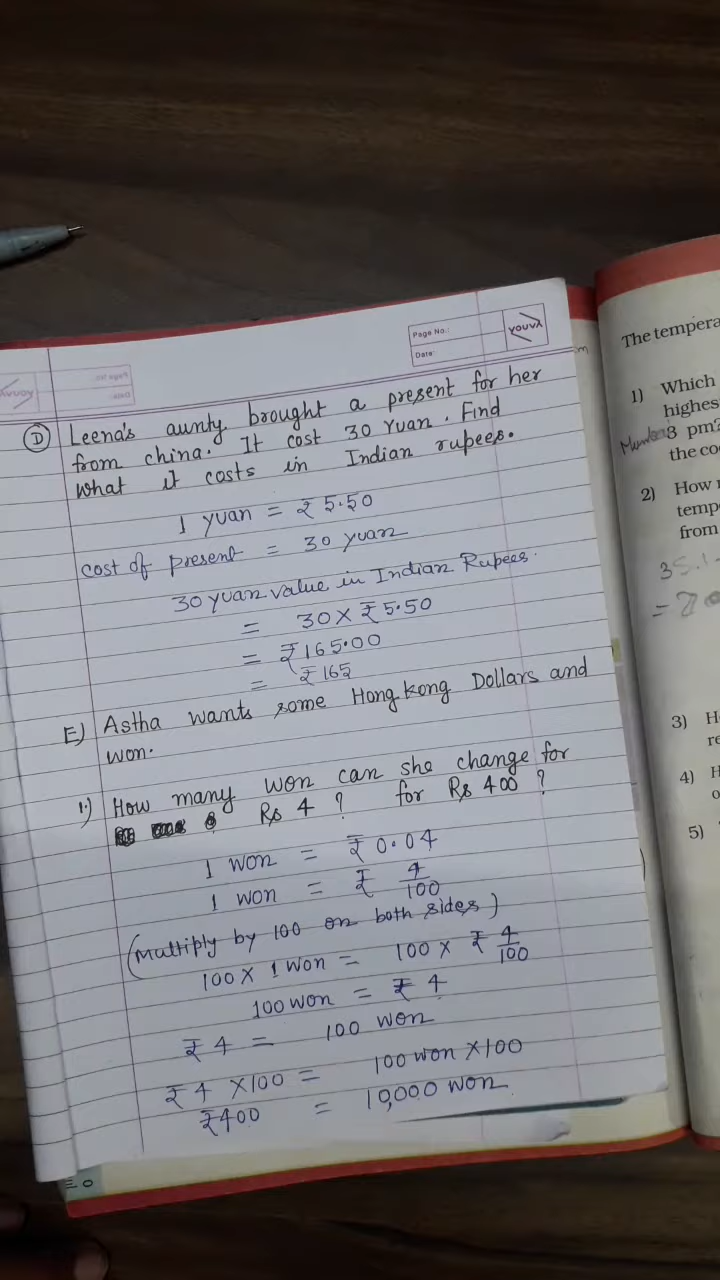 Page No.:
Date:
YOUVA
D Leena's aunty brought a present for her
from china. It cost 30 Yuan. Find
what it costs in Indian rupees.
1 yuan = ₹ 5.50
cost of present = 30 yuan
30 yuan value in Indian Rupees.
= 30 × ₹ 5.50
= ₹ 165.00
= ₹ 165
E) Astha wants some Hong kong Dollars and
won.
1.) How many won can she change for
Rs 4 ? for Rs 400 ?
1 won = ₹ 0.04
1 won = ₹ 4/100
(Multiply by 100 on both sides)
100 × 1 won = 100 × ₹ 4/100
100 won = ₹ 4
₹ 4 = 100 won
₹ 4 × 100 = 100 won × 100
₹ 400 = 10,000 won
The tempera
1) Which
highes
3 pm?
the co
2) How
temp
from
3) H
re
4) H
o
5)